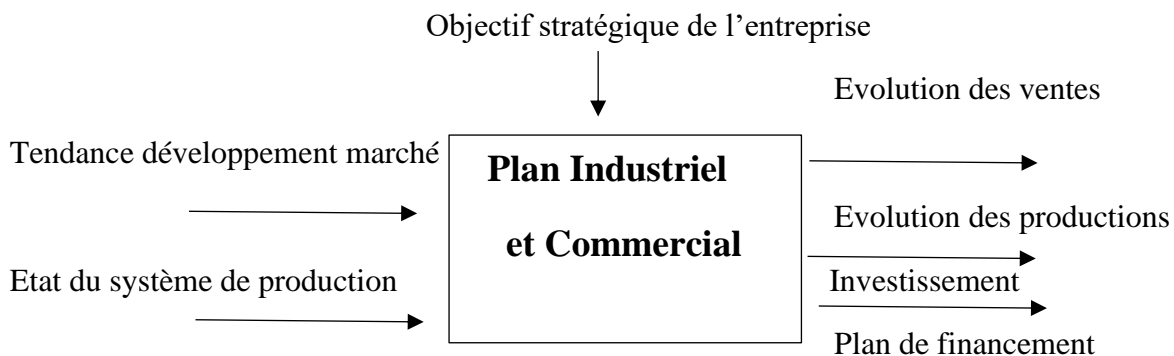 Objectif stratégique de l’entreprise
Evolution des ventes
Tendance développement marché
Plan Industriel
et Commercial
Evolution des productions
Etat du système de production
Investissement
Plan de financement